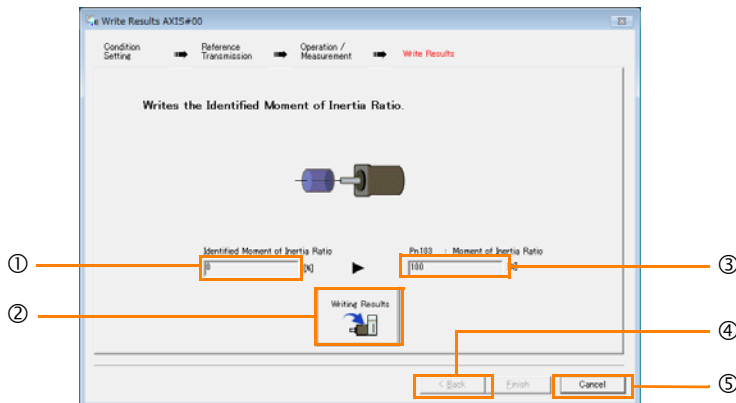 Write Results AXIS#00
Condition Setting
Reference Transmission
Operation / Measurement
Write Results
Writes the Identified Moment of Inertia Ratio.
Identified Moment of Inertia Ratio
Pn103 : Moment of Inertia Ratio
① 0 [%]
100 [%] ③
② Writing Results
④
< Back Finish Cancel ⑤